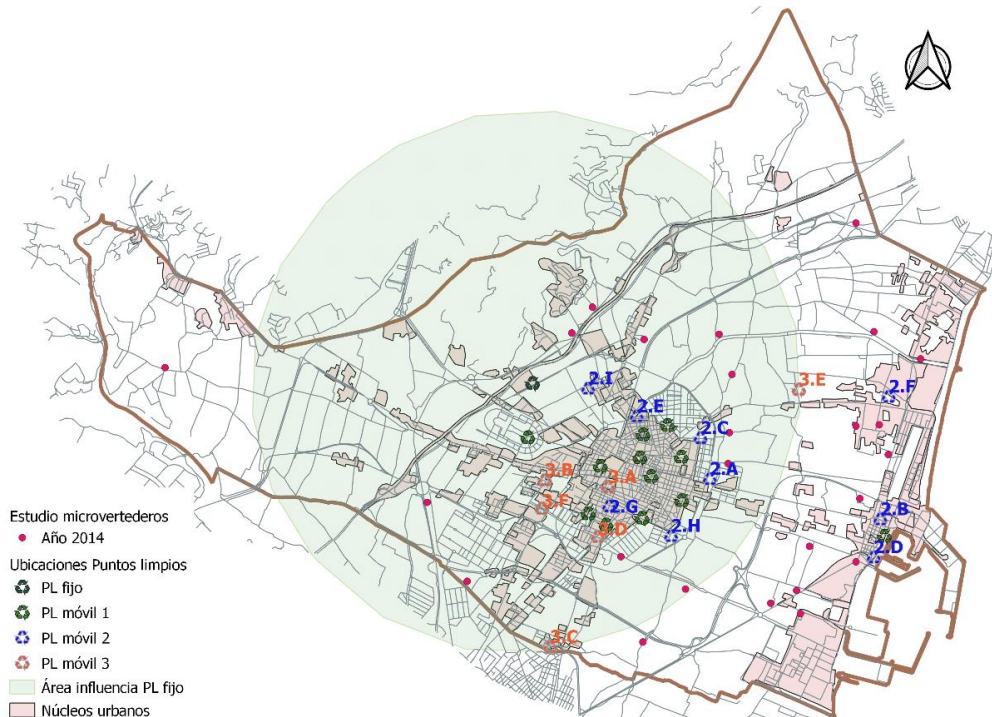 2.I
2.E
2.C
3.E
2.F
2.A
3.B
3.A
3.F
2.G
3.D
2.H
2.B
2.D
3.C
Estudio microvertederos
Año 2014
Ubicaciones Puntos limpios
PL fijo
PL móvil 1
PL móvil 2
PL móvil 3
Área influencia PL fijo
Núcleos urbanos